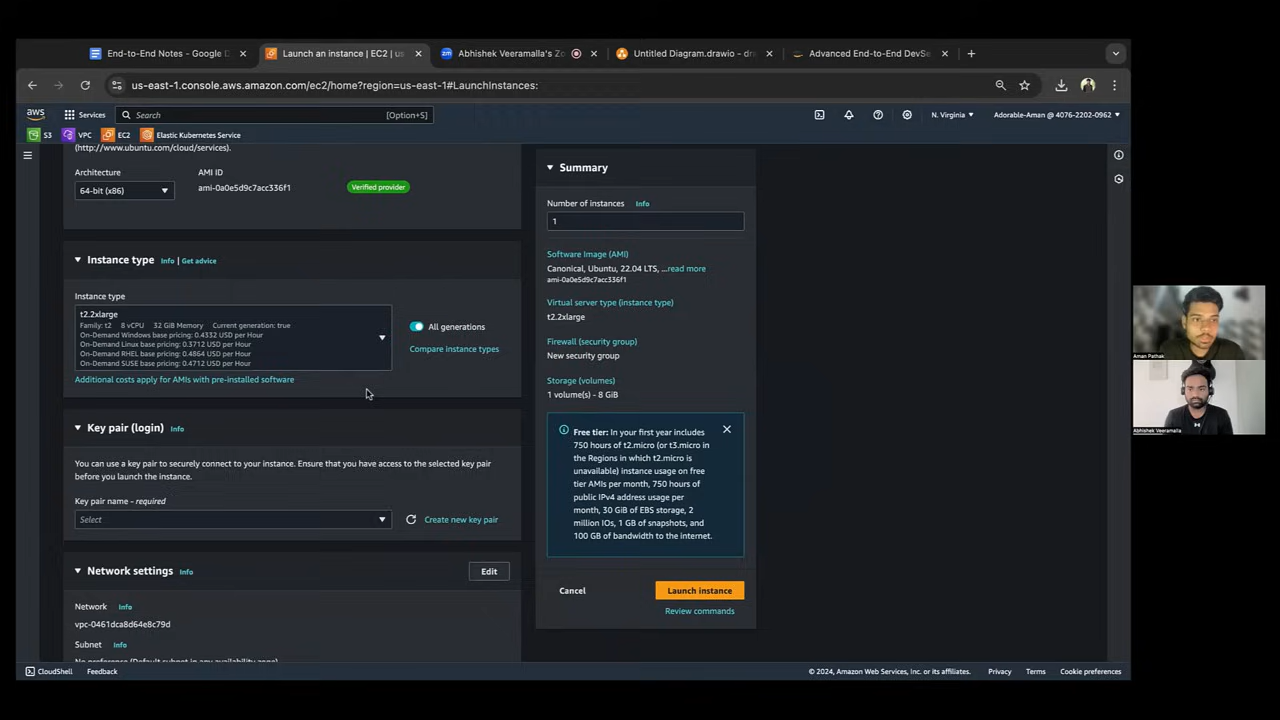 End-to-End Notes - Google D
Launch an instance | EC2 | us
Abhishek Veeramalla's Zo
Untitled Diagram.drawio - dr
Advanced End-to-End DevSe
us-east-1.console.aws.amazon.com/ec2/home?region=us-east-1#LaunchInstances:
aws
Services
Search
[Option+S]
N. Virginia
Adorable-Aman @ 4076-2202-0962
S3
VPC
EC2
Elastic Kubernetes Service
(http://www.ubuntu.com/cloud/services).
Architecture
AMI ID
64-bit (x86)
ami-0a0e5d9c7acc336f1
Verified provider
Instance type
Info | Get advice
Instance type
t2.2xlarge
Family: t2 8 vCPU 32 GiB Memory Current generation: true
On-Demand Windows base pricing: 0.4332 USD per Hour
On-Demand Linux base pricing: 0.3712 USD per Hour
On-Demand RHEL base pricing: 0.4864 USD per Hour
On-Demand SUSE base pricing: 0.4712 USD per Hour
All generations
Compare instance types
Additional costs apply for AMIs with pre-installed software
Key pair (login)
Info
You can use a key pair to securely connect to your instance. Ensure that you have access to the selected key pair
before you launch the instance.
Key pair name - required
Select
Create new key pair
Network settings
Info
Edit
Network
Info
vpc-0461dca8d64e8c79d
Subnet
Info
No preference (Default subnet in any availability zone)
Summary
Number of instances
Info
1
Software Image (AMI)
Canonical, Ubuntu, 22.04 LTS, ...read more
ami-0a0e5d9c7acc336f1
Virtual server type (instance type)
t2.2xlarge
Firewall (security group)
New security group
Storage (volumes)
1 volume(s) - 8 GiB
Free tier: In your first year includes
750 hours of t2.micro (or t3.micro in
the Regions in which t2.micro is
unavailable) instance usage on free
tier AMIs per month, 750 hours of
public IPv4 address usage per
month, 30 GiB of EBS storage, 2
million IOs, 1 GB of snapshots, and
100 GB of bandwidth to the internet.
Cancel
Launch instance
Review commands
Aman Pathak
Abhishek Veeramalla
CloudShell
Feedback
© 2024, Amazon Web Services, Inc. or its affiliates.
Privacy
Terms
Cookie preferences